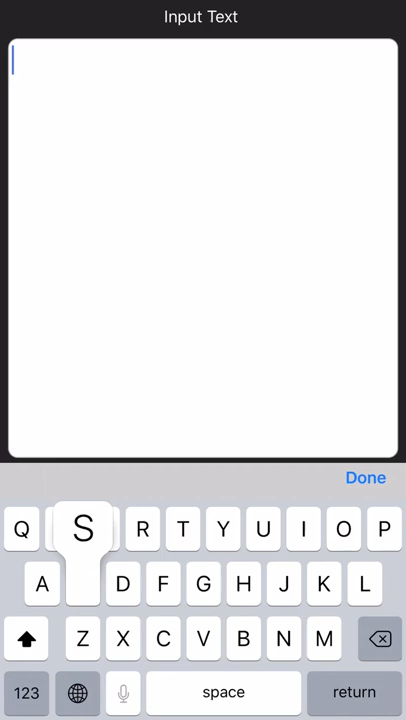 Input Text
Done
Q S R T Y U I O P
A D F G H J K L
Z X C V B N M
123 space return